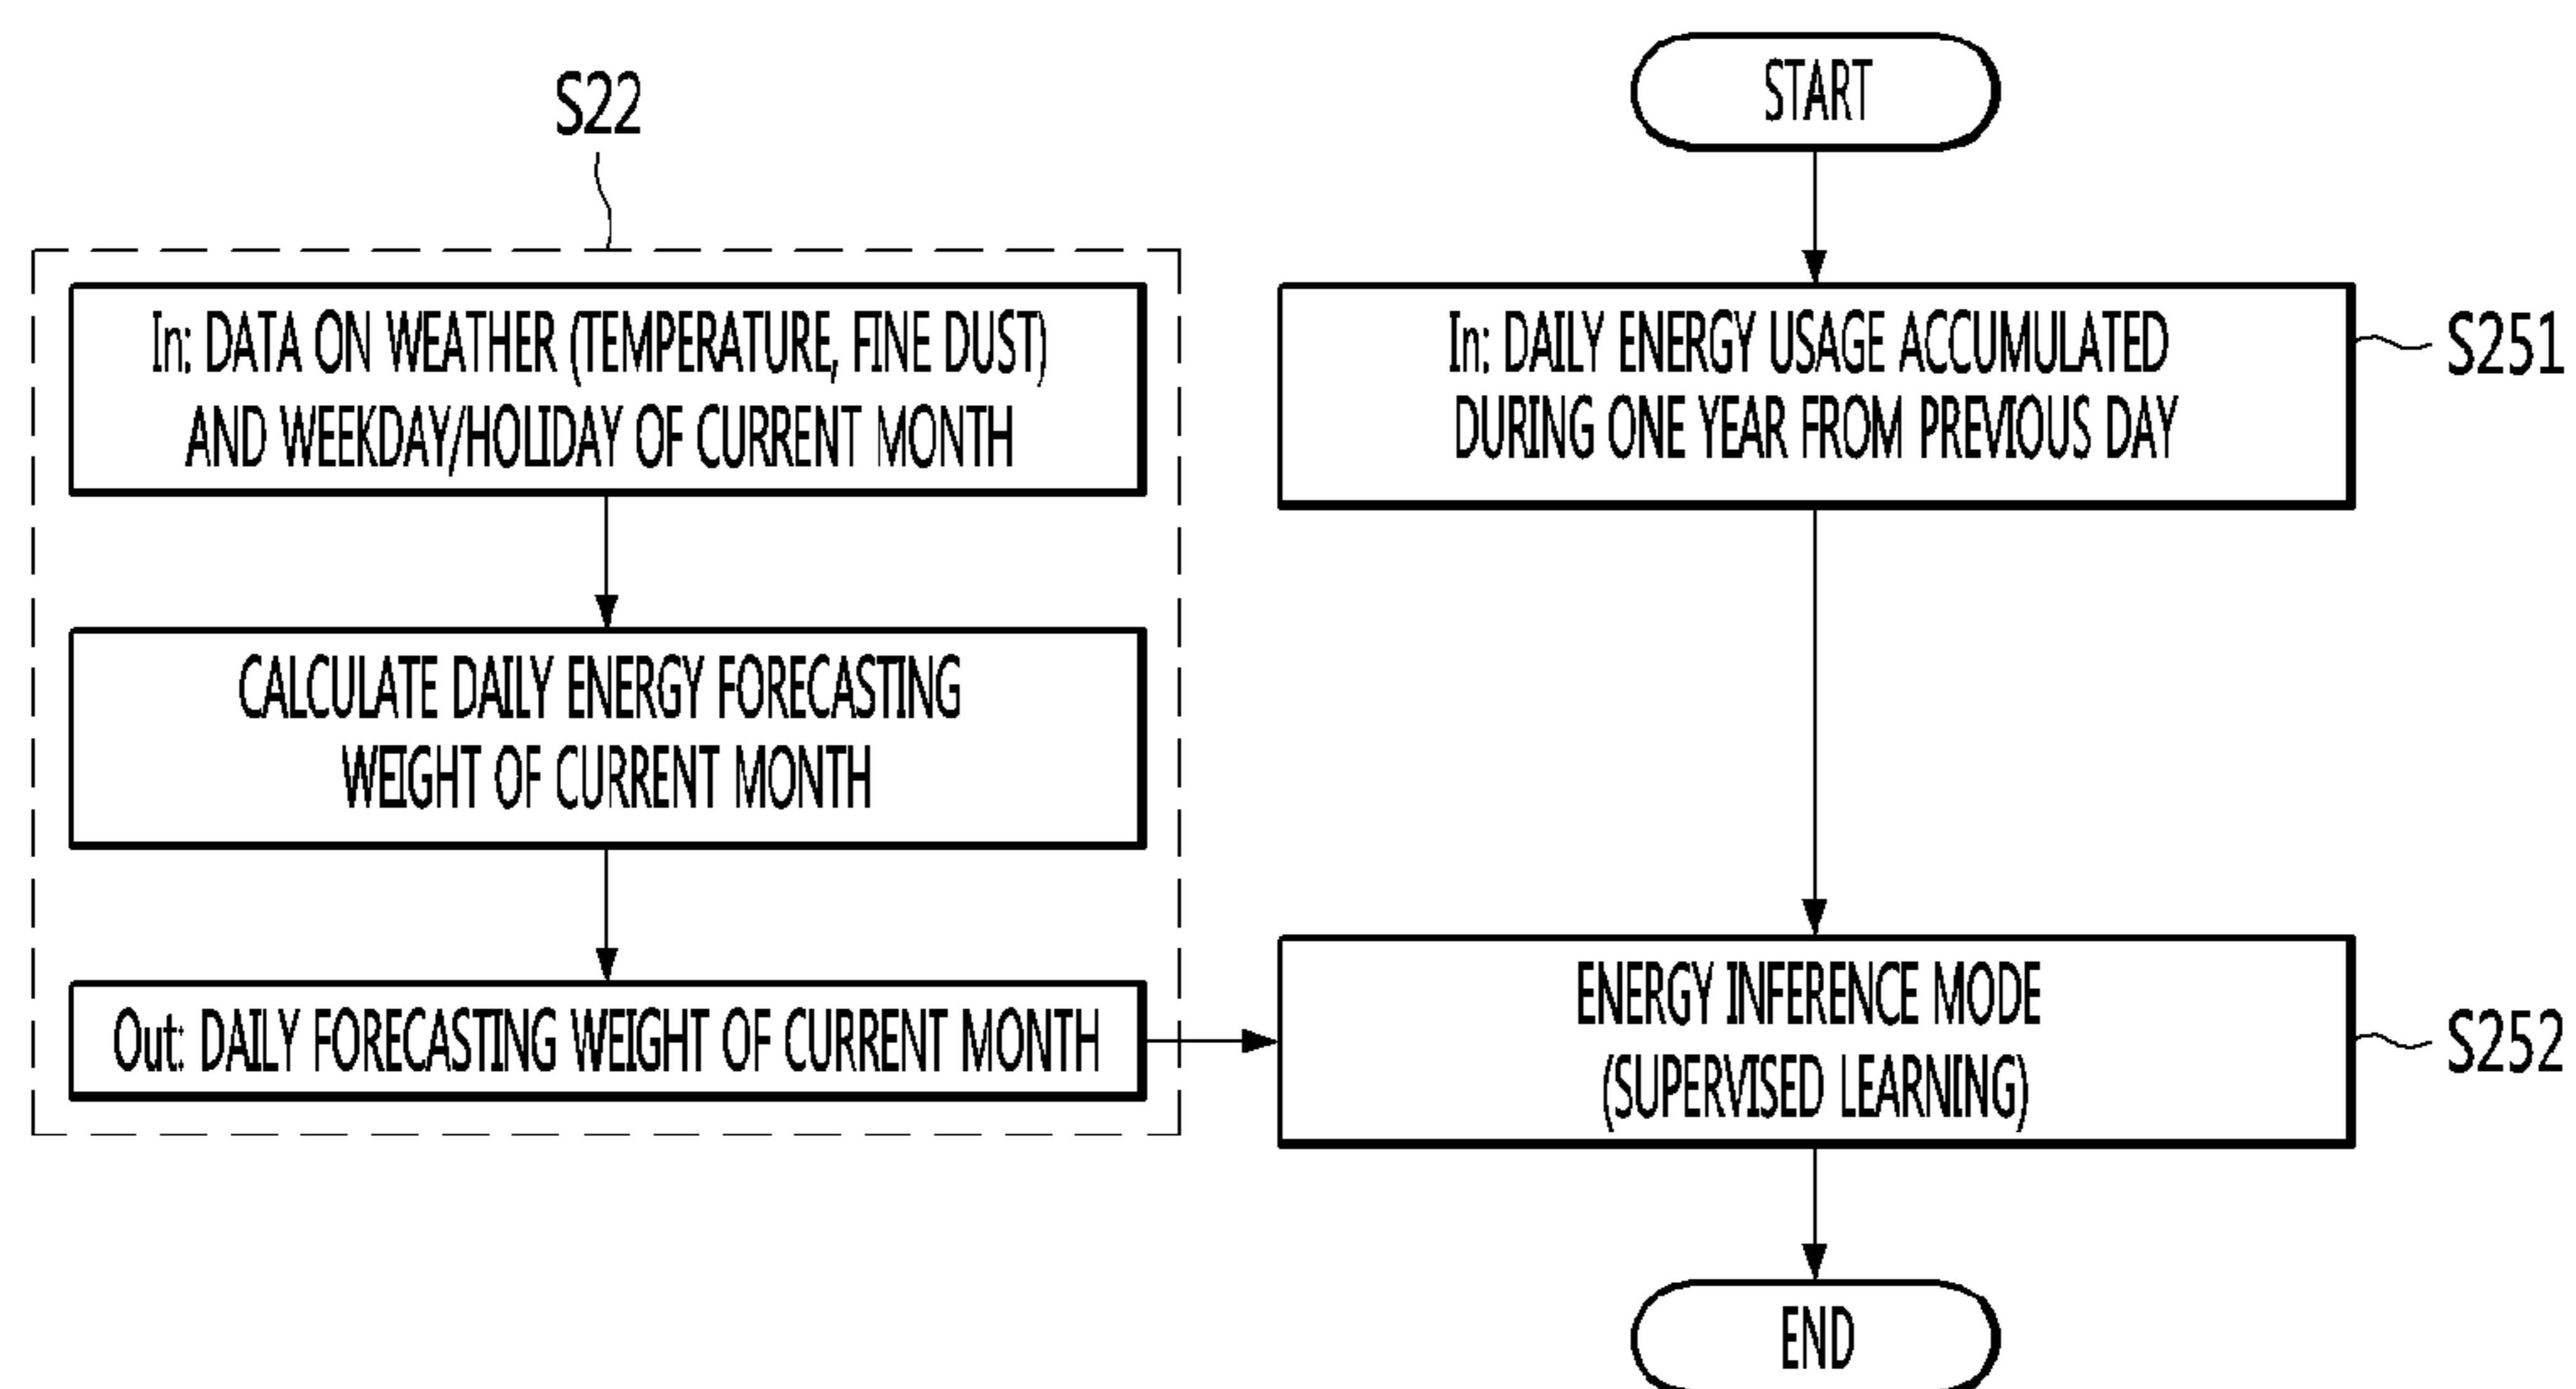 S22
In: DATA ON WEATHER (TEMPERATURE, FINE DUST)
AND WEEKDAY/HOLIDAY OF CURRENT MONTH
CALCULATE DAILY ENERGY FORECASTING
WEIGHT OF CURRENT MONTH
Out: DAILY FORECASTING WEIGHT OF CURRENT MONTH
START
In: DAILY ENERGY USAGE ACCUMULATED
DURING ONE YEAR FROM PREVIOUS DAY
S251
ENERGY INFERENCE MODE
(SUPERVISED LEARNING)
S252
END